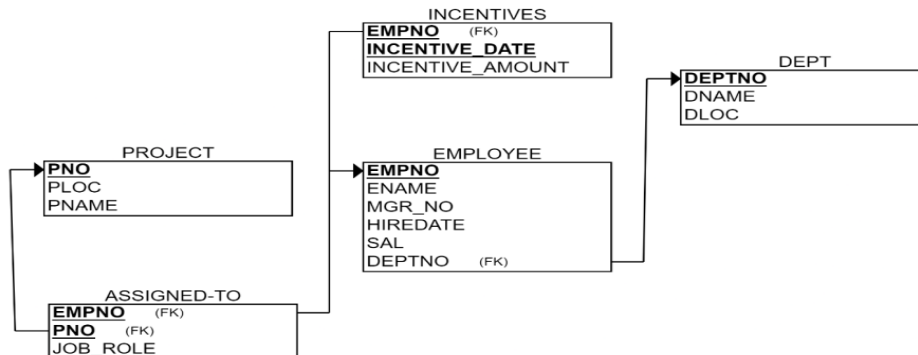 INCENTIVES
EMPNO (FK)
INCENTIVE_DATE
INCENTIVE_AMOUNT
DEPT
DEPTNO
DNAME
DLOC
PROJECT
PNO
PLOC
PNAME
EMPLOYEE
EMPNO
ENAME
MGR_NO
HIREDATE
SAL
DEPTNO (FK)
ASSIGNED-TO
EMPNO (FK)
PNO (FK)
JOB_ROLE